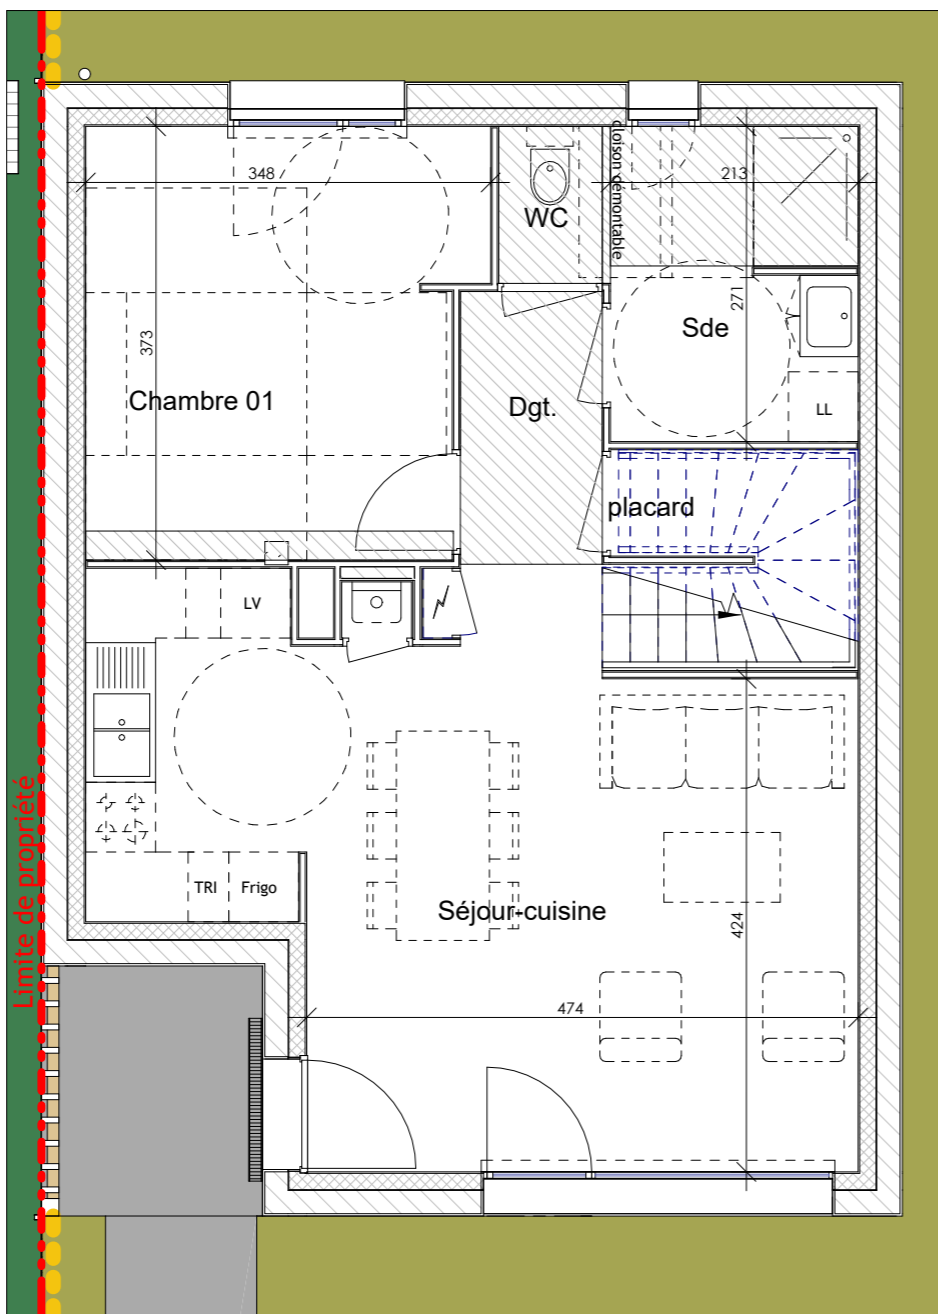 cloison démontable
348
213
WC
271
Sde
373
Chambre 01
Dgt.
LL
placard
LV
Limite de propriété
TRI
Frigo
Séjour-cuisine
424
474